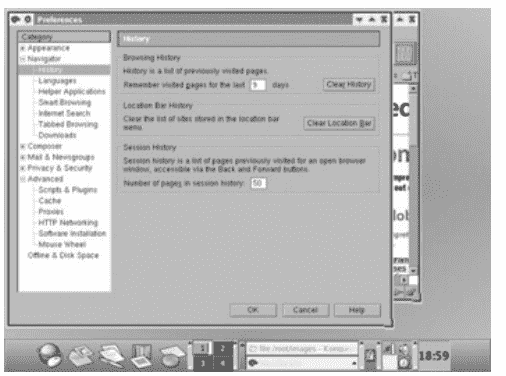 Preferences
Category
Appearance
Navigator
History
Languages
Helper Applications
Smart Browsing
Internet Search
Tabbed Browsing
Downloads
Composer
Mail & Newsgroups
Privacy & Security
Advanced
Scripts & Plugins
Cache
Proxies
HTTP Networking
Software Installation
Mouse Wheel
Offline & Disk Space
History
Browsing History
History is a list of previously visited pages.
Remember visited pages for the last 9 days
Clear History
Location Bar History
Clear the list of sites stored in the location bar
menu.
Clear Location Bar
Session History
Session history is a list of pages previously visited for an open browser
window, accessible via the Back and Forward buttons.
Number of pages in session history: 50
OK Cancel Help
1 2
3 4
file:/root/images - Konqu
18:59